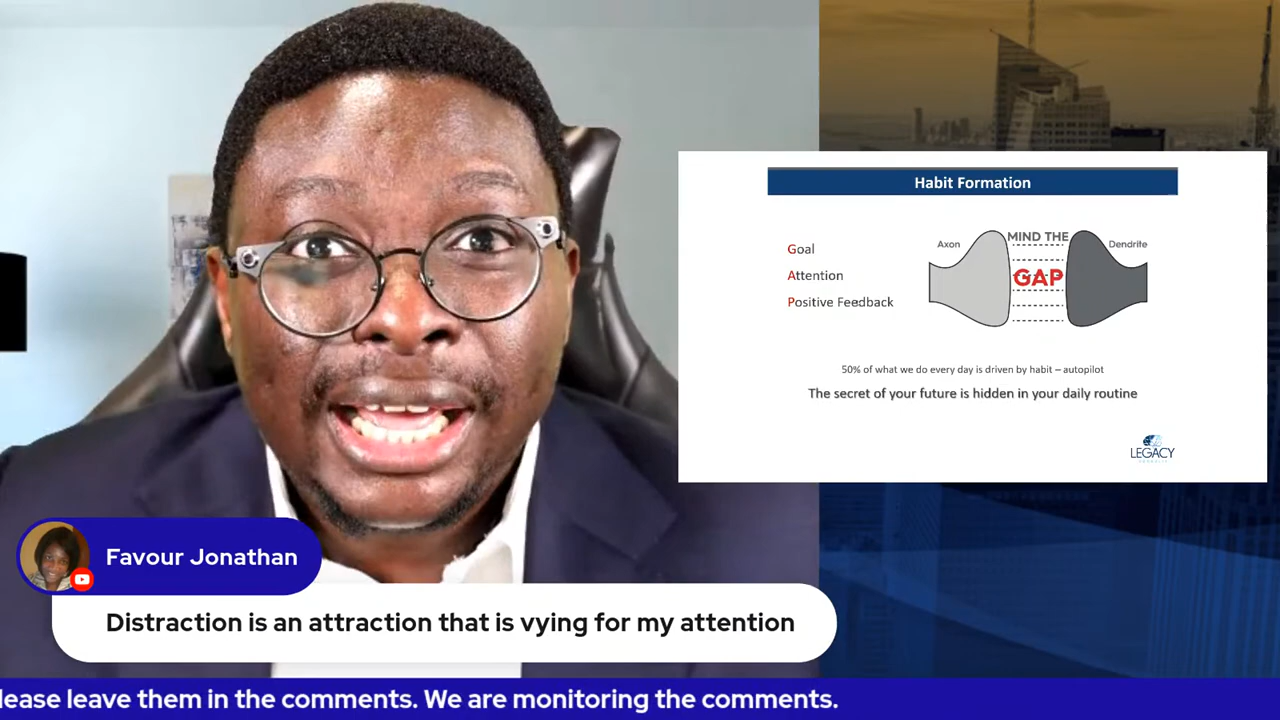 Habit Formation
Goal
Attention
Positive Feedback
Axon
MIND THE
GAP
Dendrite
50% of what we do every day is driven by habit – autopilot
The secret of your future is hidden in your daily routine
LEGACY
Favour Jonathan
Distraction is an attraction that is vying for my attention
lease leave them in the comments. We are monitoring the comments.